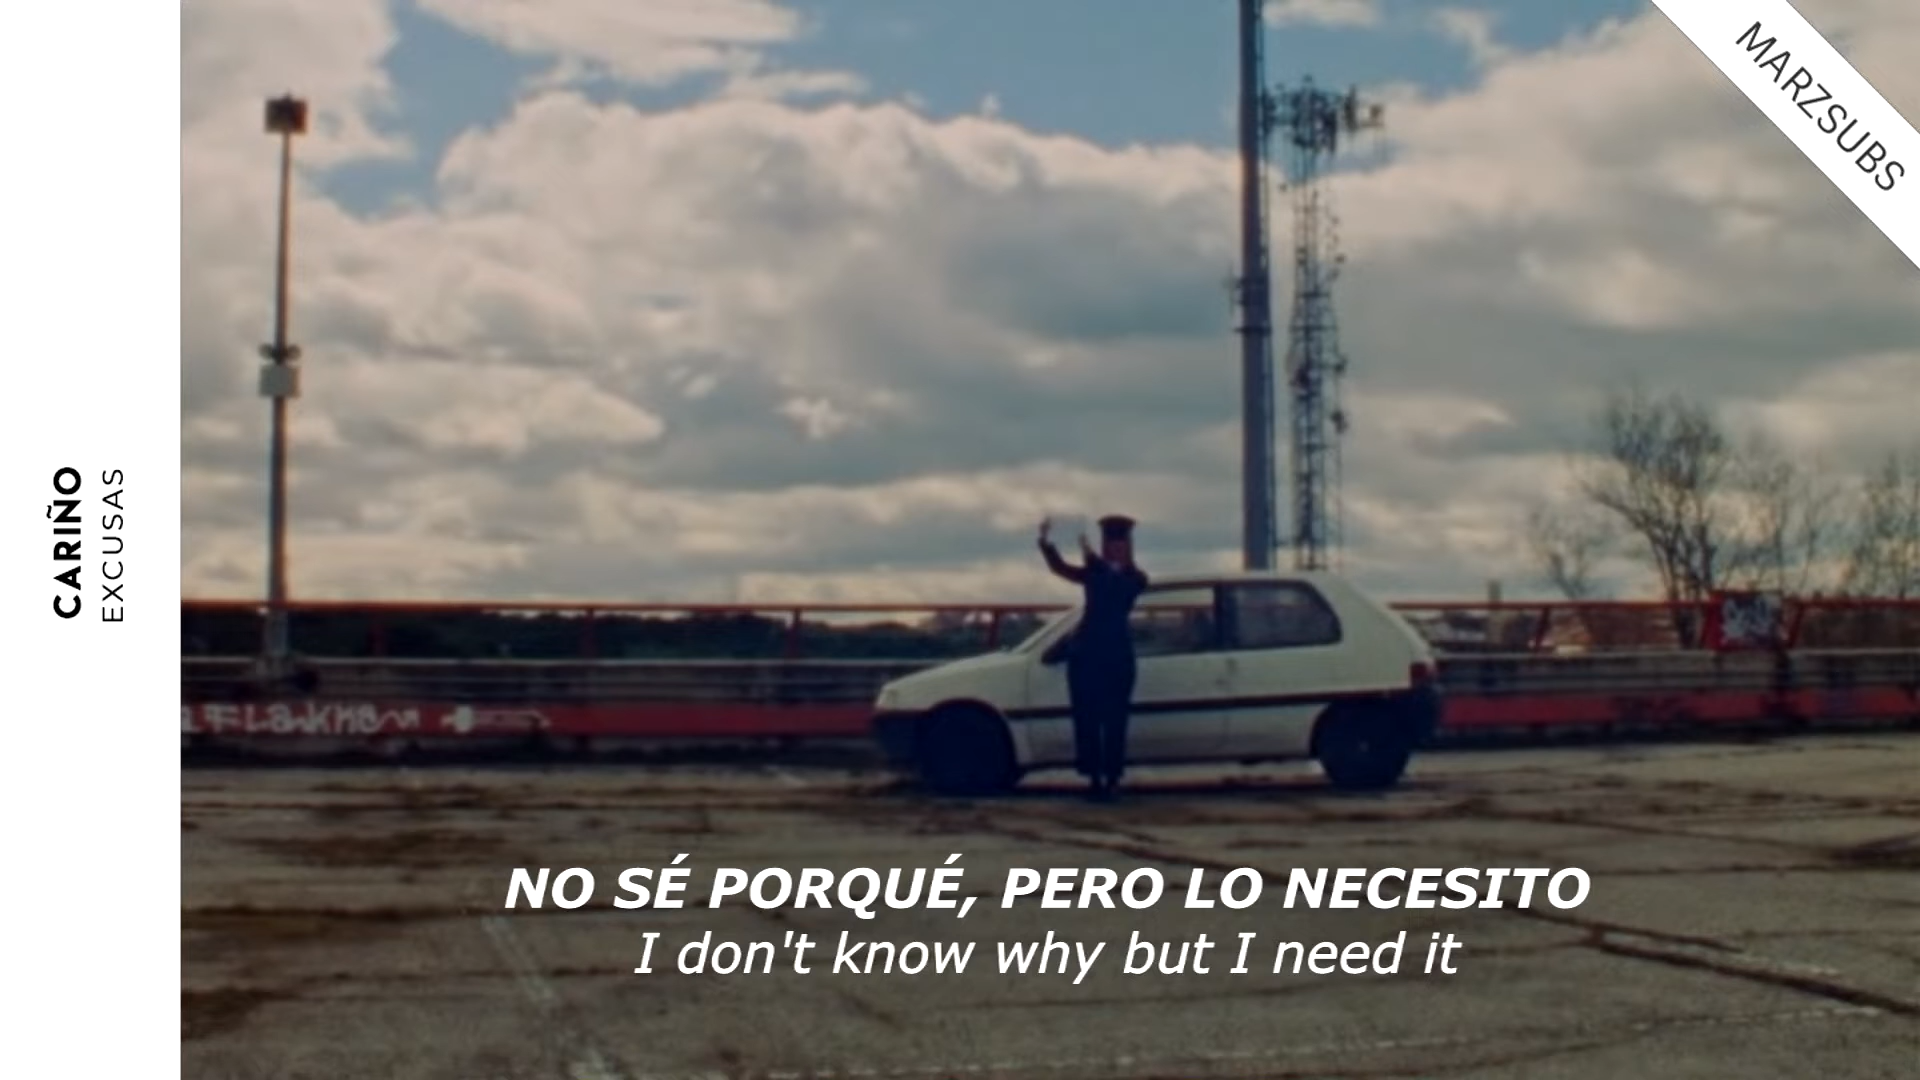 CARIÑO
EXCUSAS
MARZSUBS
NO SÉ PORQUÉ, PERO LO NECESITO
I don't know why but I need it